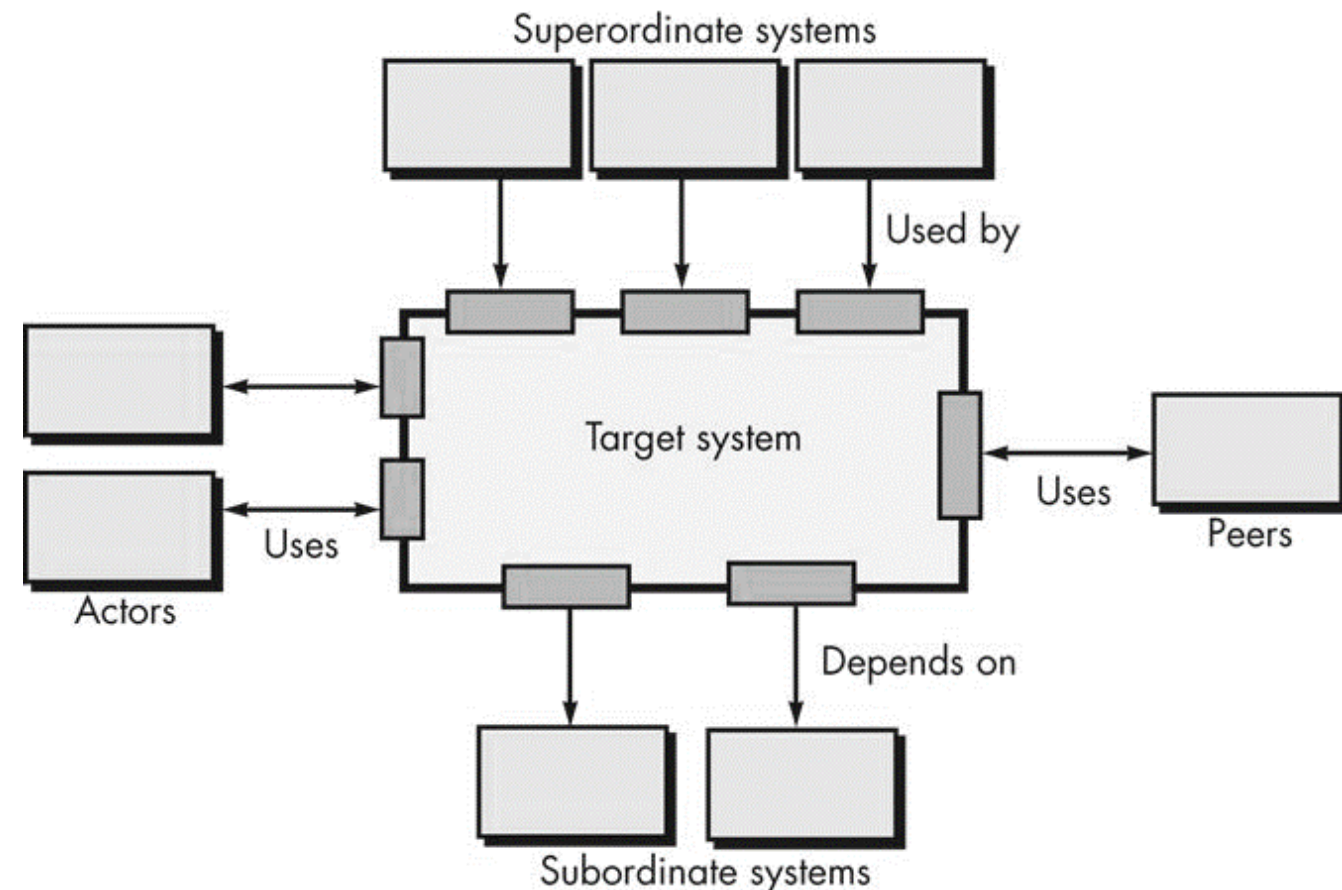 Superordinate systems
Used by
Target system
Uses
Peers
Uses
Actors
Depends on
Subordinate systems